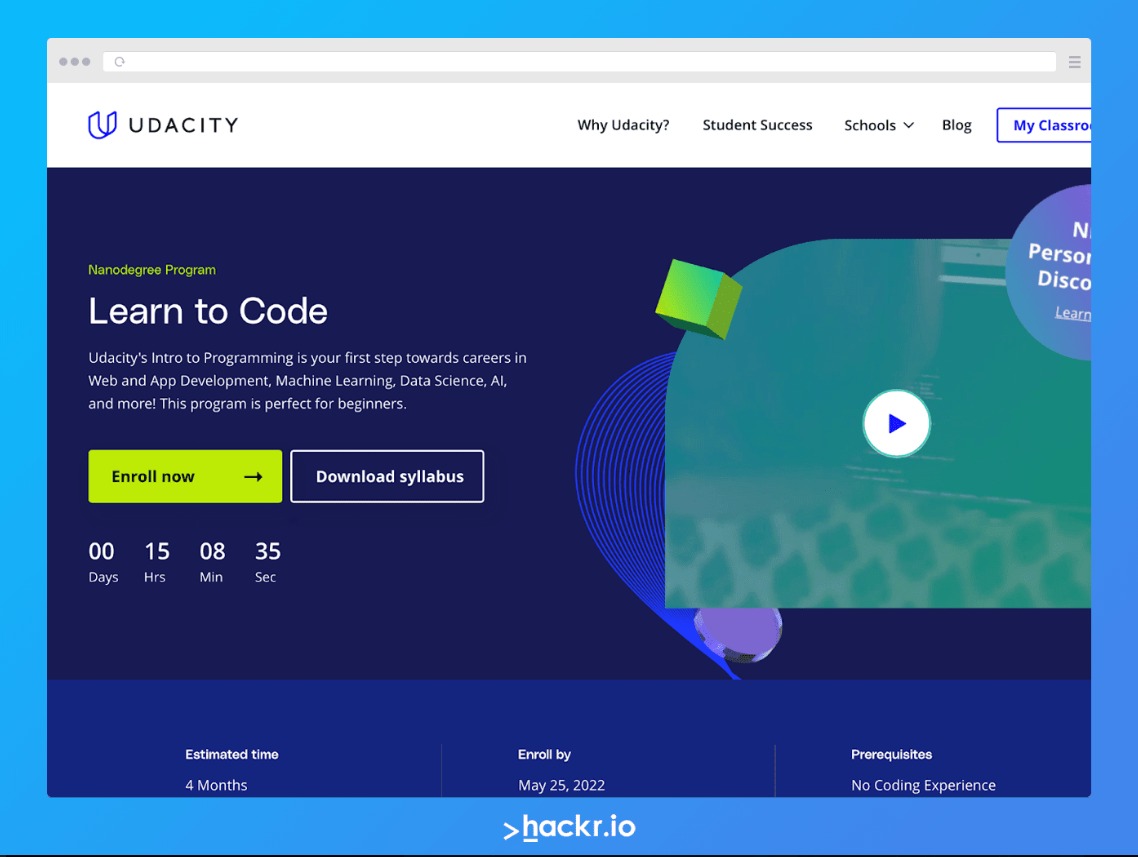 UDACITY
Why Udacity? Student Success Schools Blog My Classro
Nanodegree Program
Learn to Code
Udacity's Intro to Programming is your first step towards careers in
Web and App Development, Machine Learning, Data Science, AI,
and more! This program is perfect for beginners.
Enroll now → Download syllabus
00 15 08 35
Days Hrs Min Sec
Perso
Disco
Learn
Estimated time Enroll by Prerequisites
4 Months May 25, 2022 No Coding Experience
>hackr.io